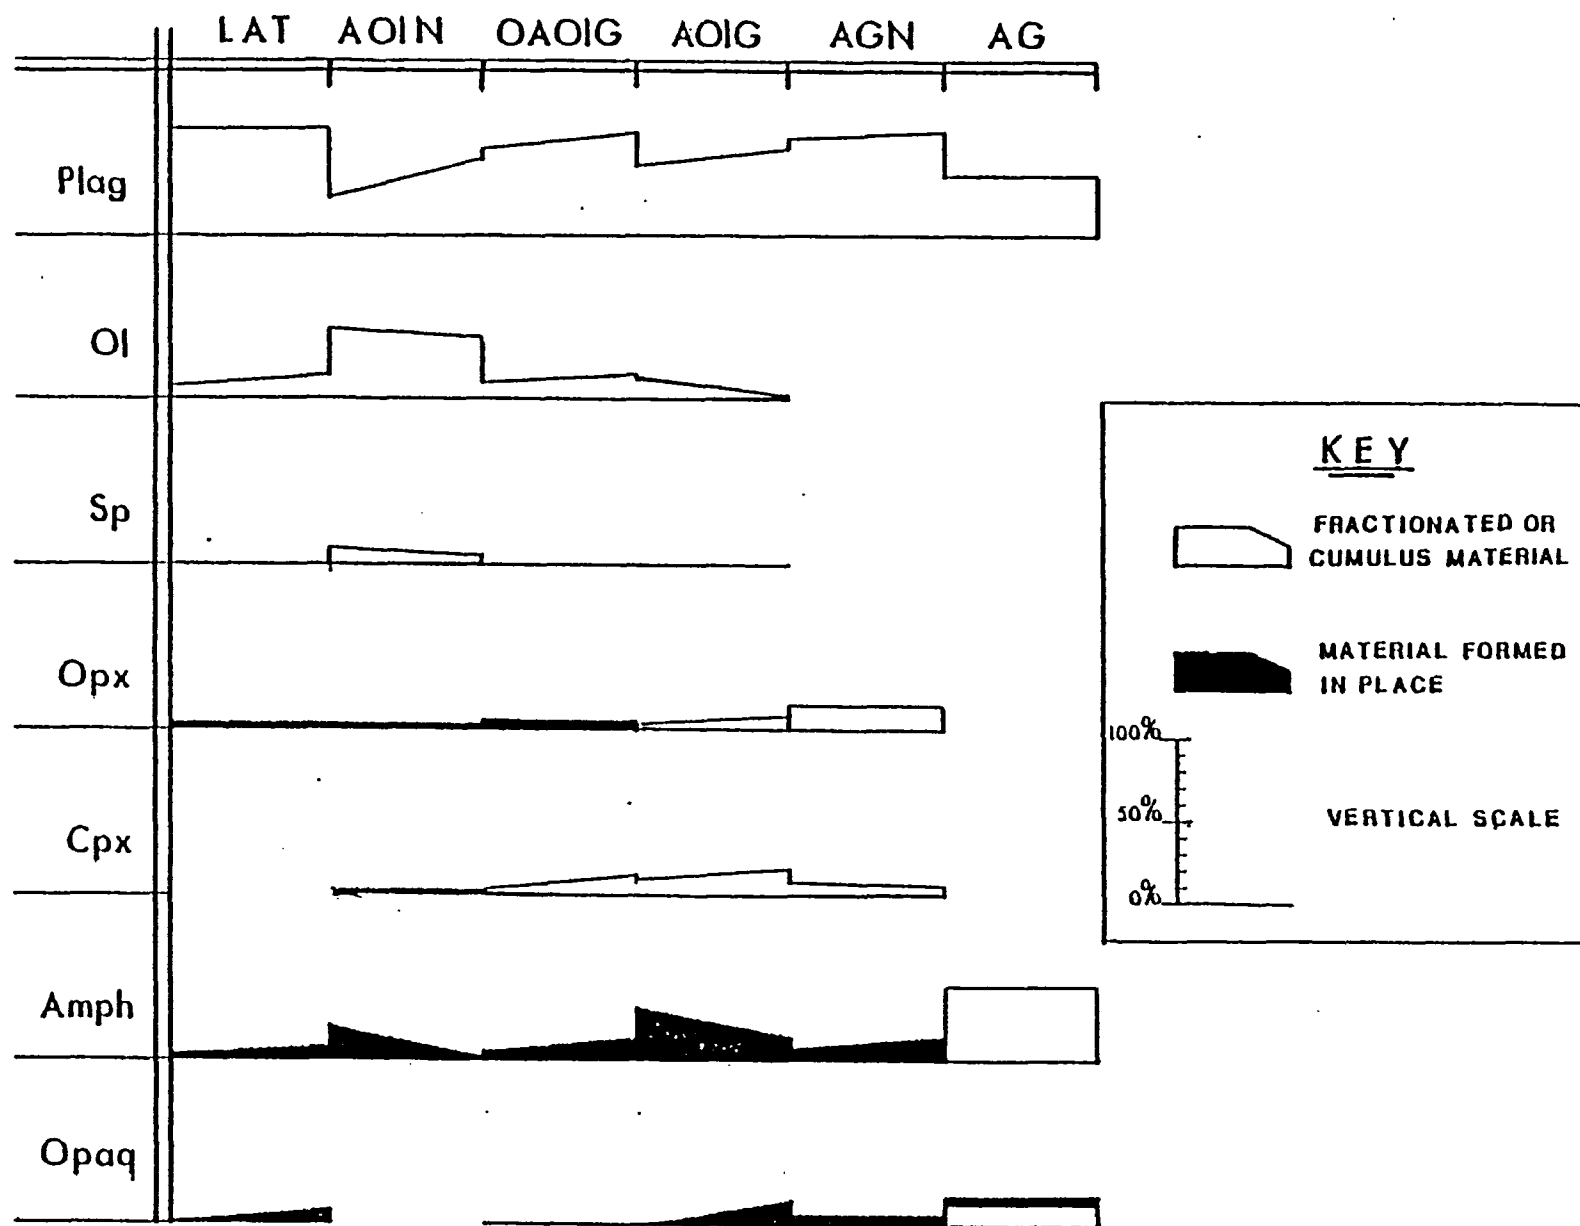 LAT AOIN OAOIG AOIG AGN AG
Plag
Ol
Sp
Opx
Cpx
Amph
Opaq
KEY
FRACTIONATED OR
CUMULUS MATERIAL
MATERIAL FORMED
IN PLACE
100%
50%
0%
VERTICAL SCALE